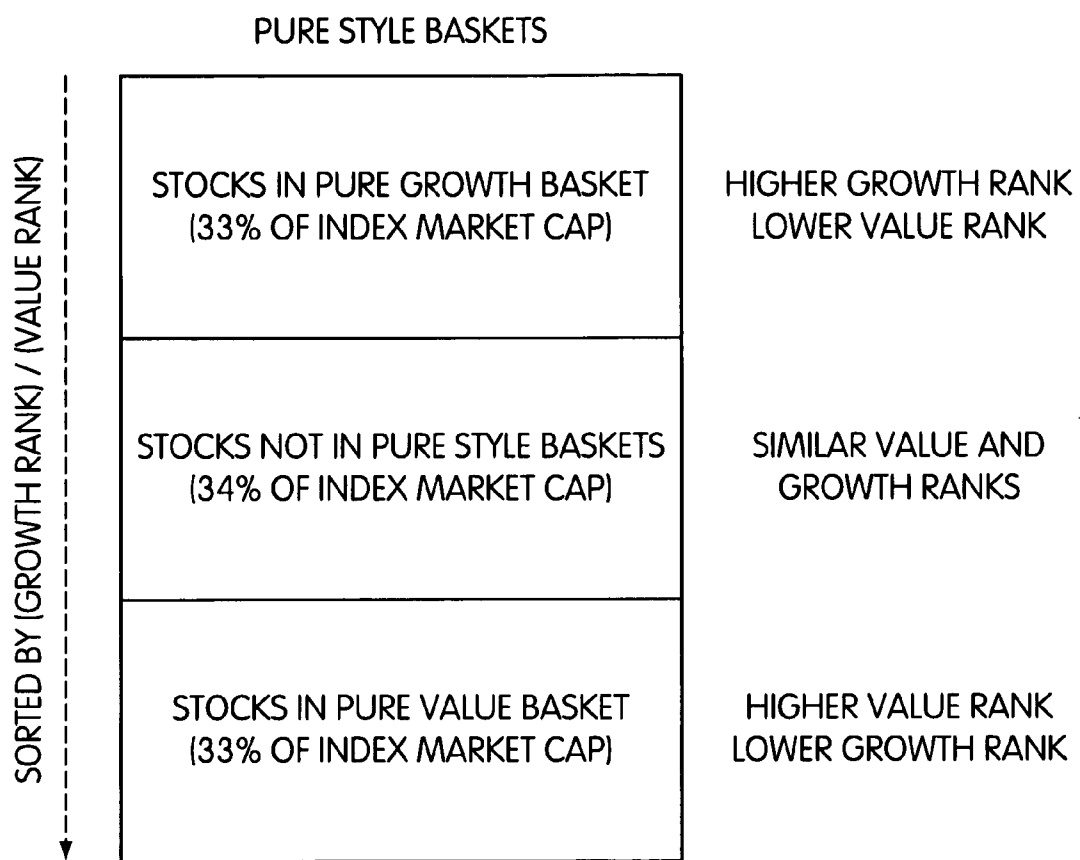 PURE STYLE BASKETS
SORTED BY (GROWTH RANK) / (VALUE RANK)
STOCKS IN PURE GROWTH BASKET
(33% OF INDEX MARKET CAP)
HIGHER GROWTH RANK
LOWER VALUE RANK
STOCKS NOT IN PURE STYLE BASKETS
(34% OF INDEX MARKET CAP)
SIMILAR VALUE AND
GROWTH RANKS
STOCKS IN PURE VALUE BASKET
(33% OF INDEX MARKET CAP)
HIGHER VALUE RANK
LOWER GROWTH RANK